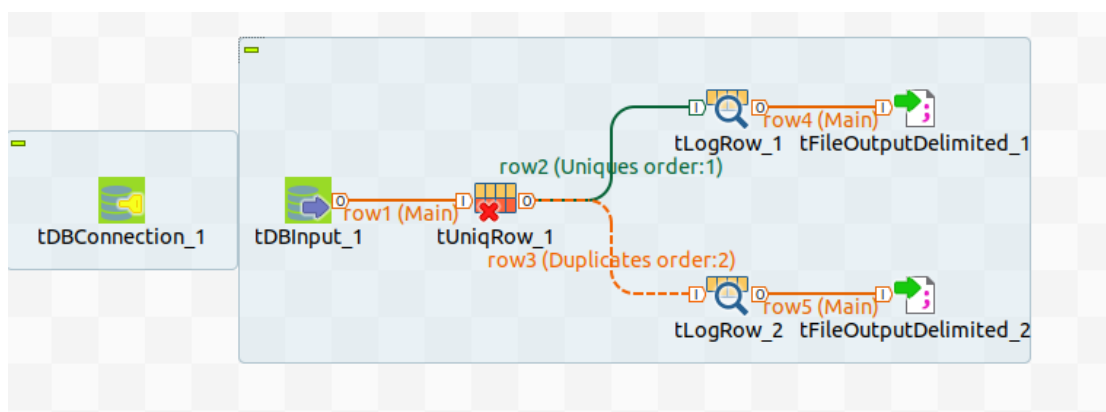 row4 (Main)
tLogRow_1
tFileOutputDelimited_1
row2 (Uniques order:1)
row1 (Main)
tDBConnection_1
tDBInput_1
tUniqRow_1
row3 (Duplicates order:2)
row5 (Main)
tLogRow_2
tFileOutputDelimited_2